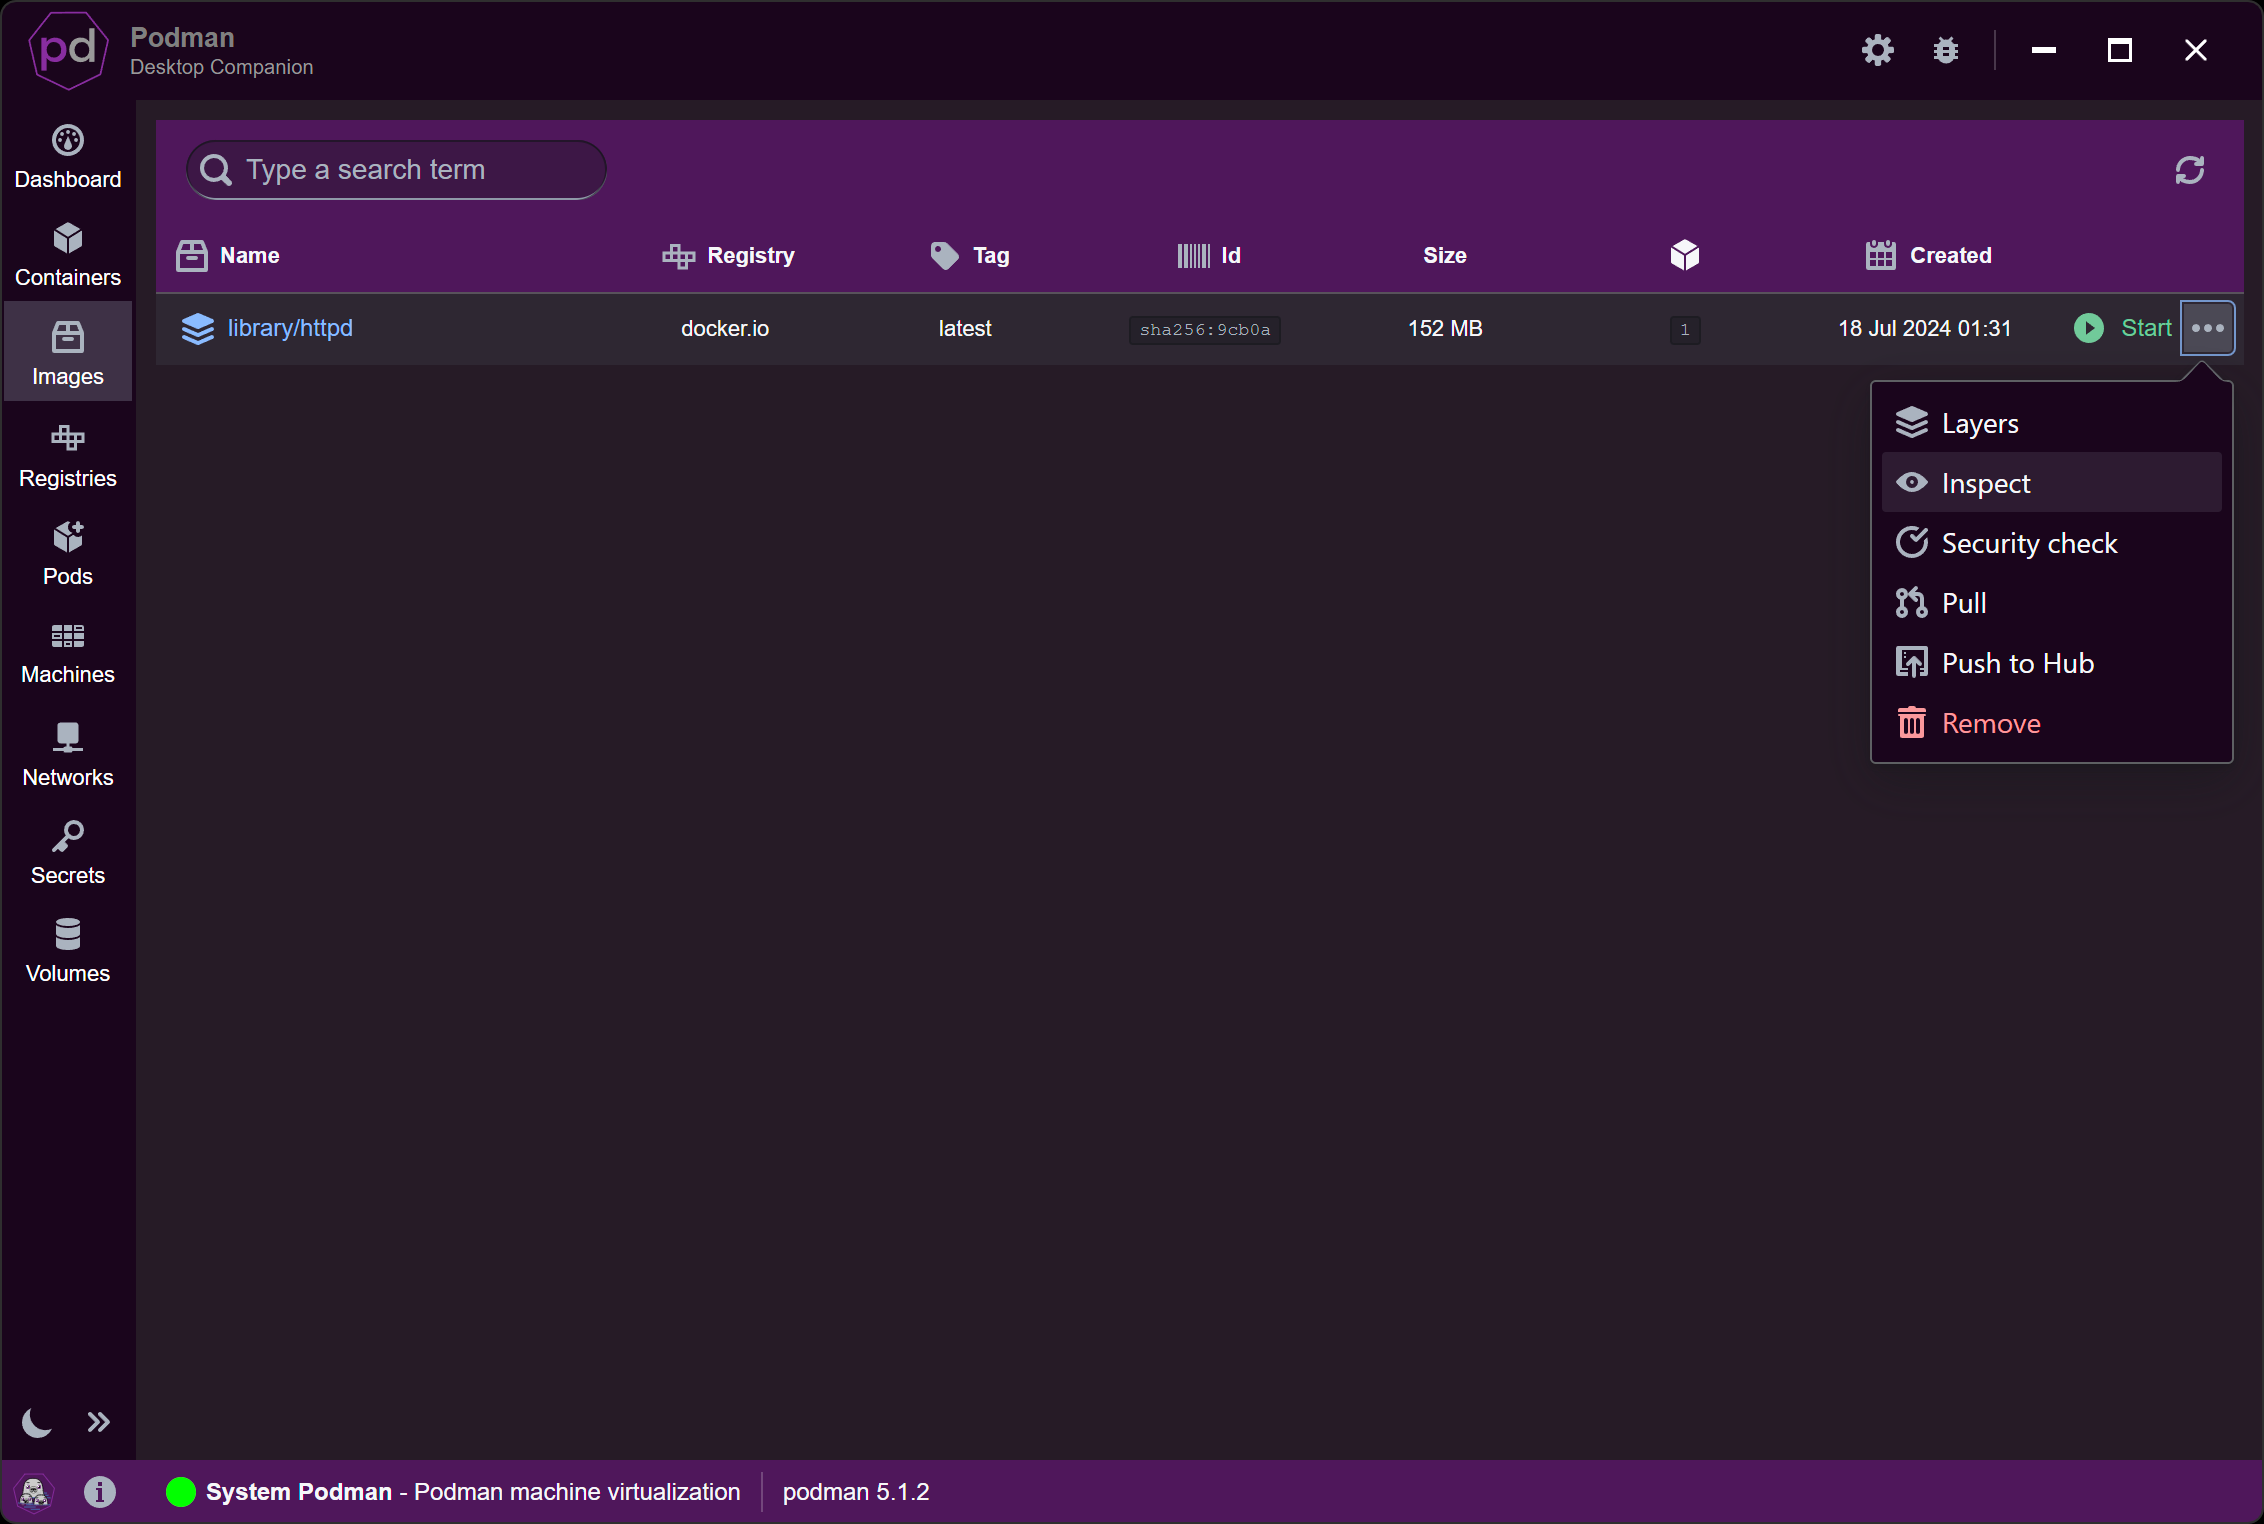 pd
Podman
Desktop Companion
Dashboard
Containers
Images
Registries
Pods
Machines
Networks
Secrets
Volumes
Type a search term
Name Registry Tag Id Size Created
library/httpd docker.io latest sha256:9cb0a 152 MB 1 18 Jul 2024 01:31 Start
Layers
Inspect
Security check
Pull
Push to Hub
Remove
System Podman - Podman machine virtualization podman 5.1.2